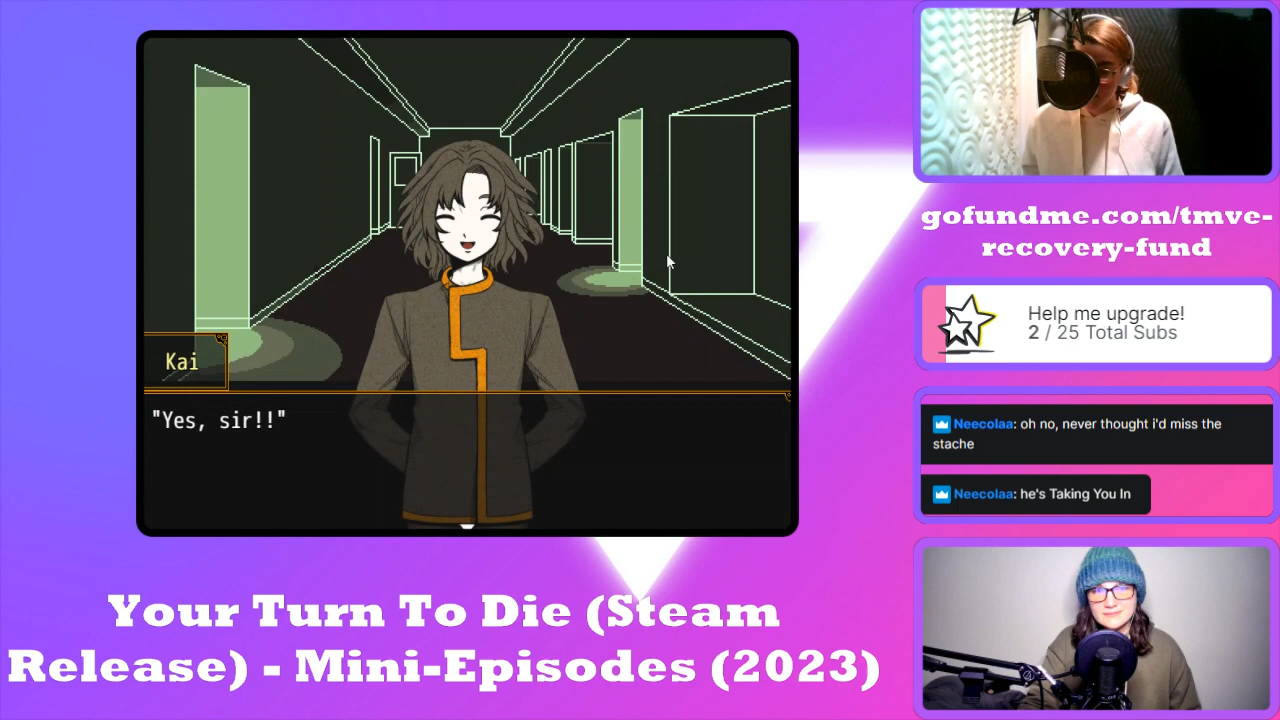 Kai
"Yes, sir!!"
gofundme.com/tmve-
recovery-fund
Help me upgrade!
2 / 25 Total Subs
Neecolaa: oh no, never thought i'd miss the
stache
Neecolaa: he's Taking You In
Your Turn To Die (Steam
Release) - Mini-Episodes (2023)